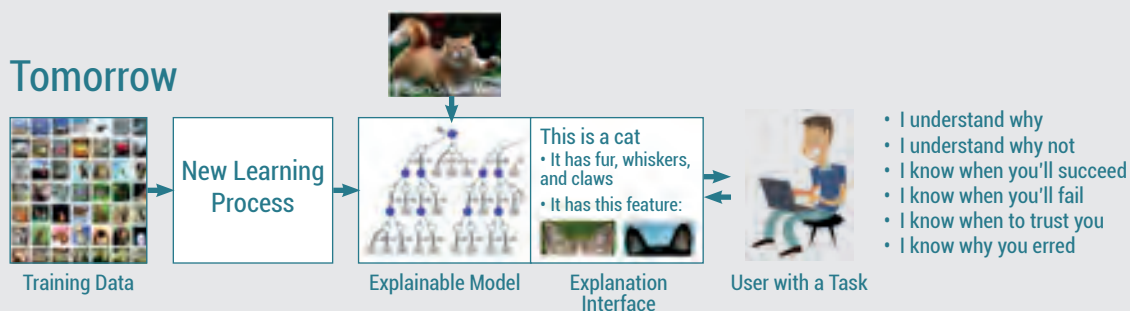 Tomorrow
New Learning
Process
This is a cat
• It has fur, whiskers,
and claws
• It has this feature:
• I understand why
• I understand why not
• I know when you'll succeed
• I know when you'll fail
• I know when to trust you
• I know why you erred
Training Data
Explainable Model
Explanation
Interface
User with a Task